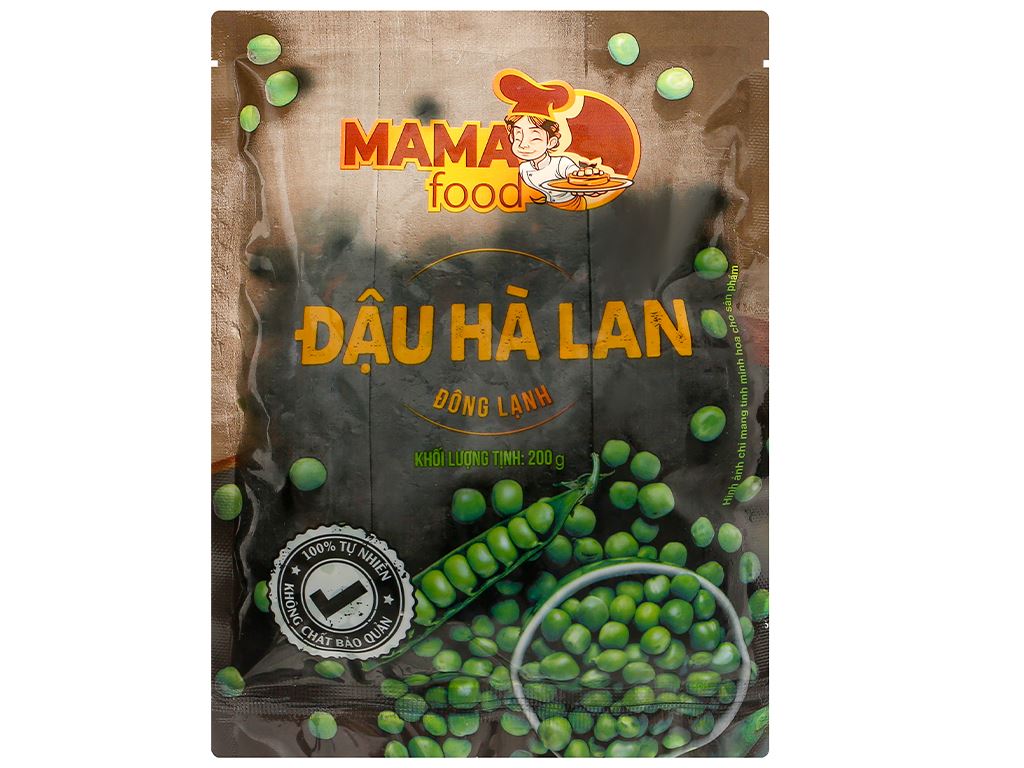 MAMA
food
ĐẬU HÀ LAN
ĐÔNG LẠNH
KHỐI LƯỢNG TỊNH: 200 g
Hình ảnh chỉ mang tính minh họa cho sản phẩm
100% TỰ NHIÊN
KHÔNG CHẤT BẢO QUẢN